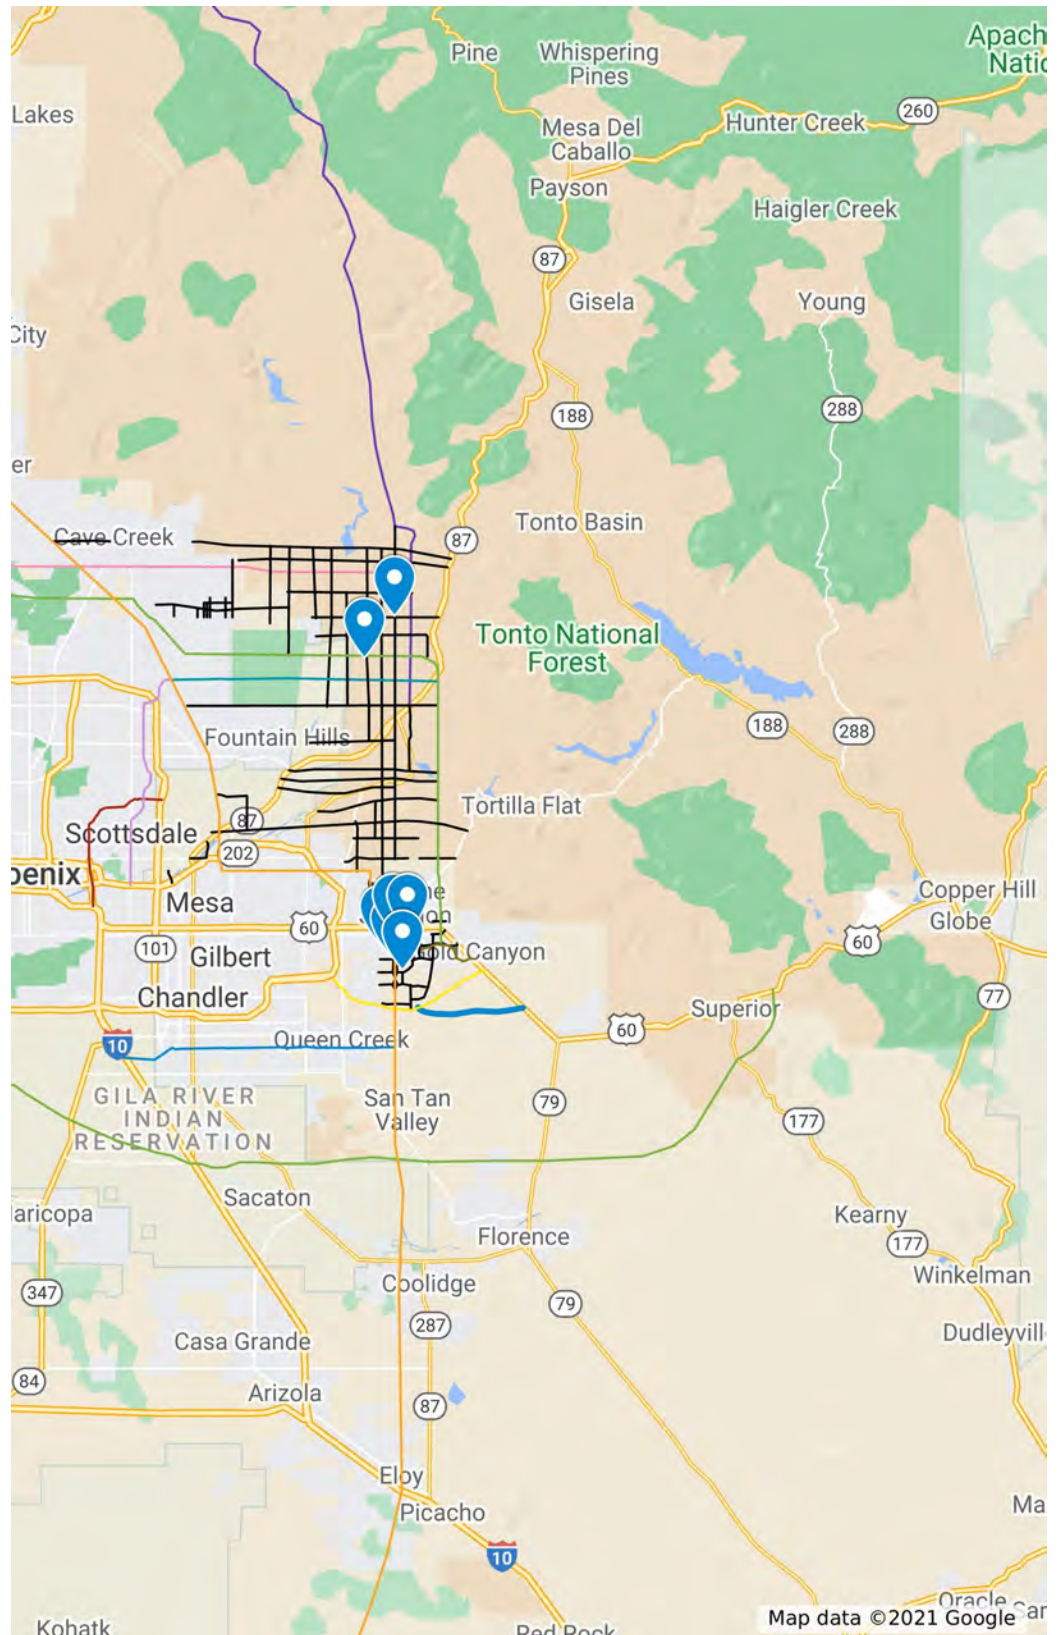 Apach
Natio
Pine
Whispering
Pines
260
Lakes
Hunter Creek
Mesa Del
Caballo
Payson
Haigler Creek
87
Gisela
Young
City
188
288
er
Tonto Basin
Cave Creek
87
Tonto National
Forest
188
288
Fountain Hills
Tortilla Flat
87
Scottsdale
202
oenix
Mesa
60
Copper Hill
Globe
60
101
Gilbert
Gold Canyon
Chandler
77
Superior
60
Queen Creek
10
GILA RIVER
INDIAN
RESERVATION
San Tan
Valley
79
177
Sacaton
aricopa
Kearny
Florence
177
Winkelman
Coolidge
347
79
287
Dudleyvill
Casa Grande
84
Arizola
87
Eloy
Picacho
Ma
10
Oracle
San
Map data ©2021 Google
Kohatk
Red Rock